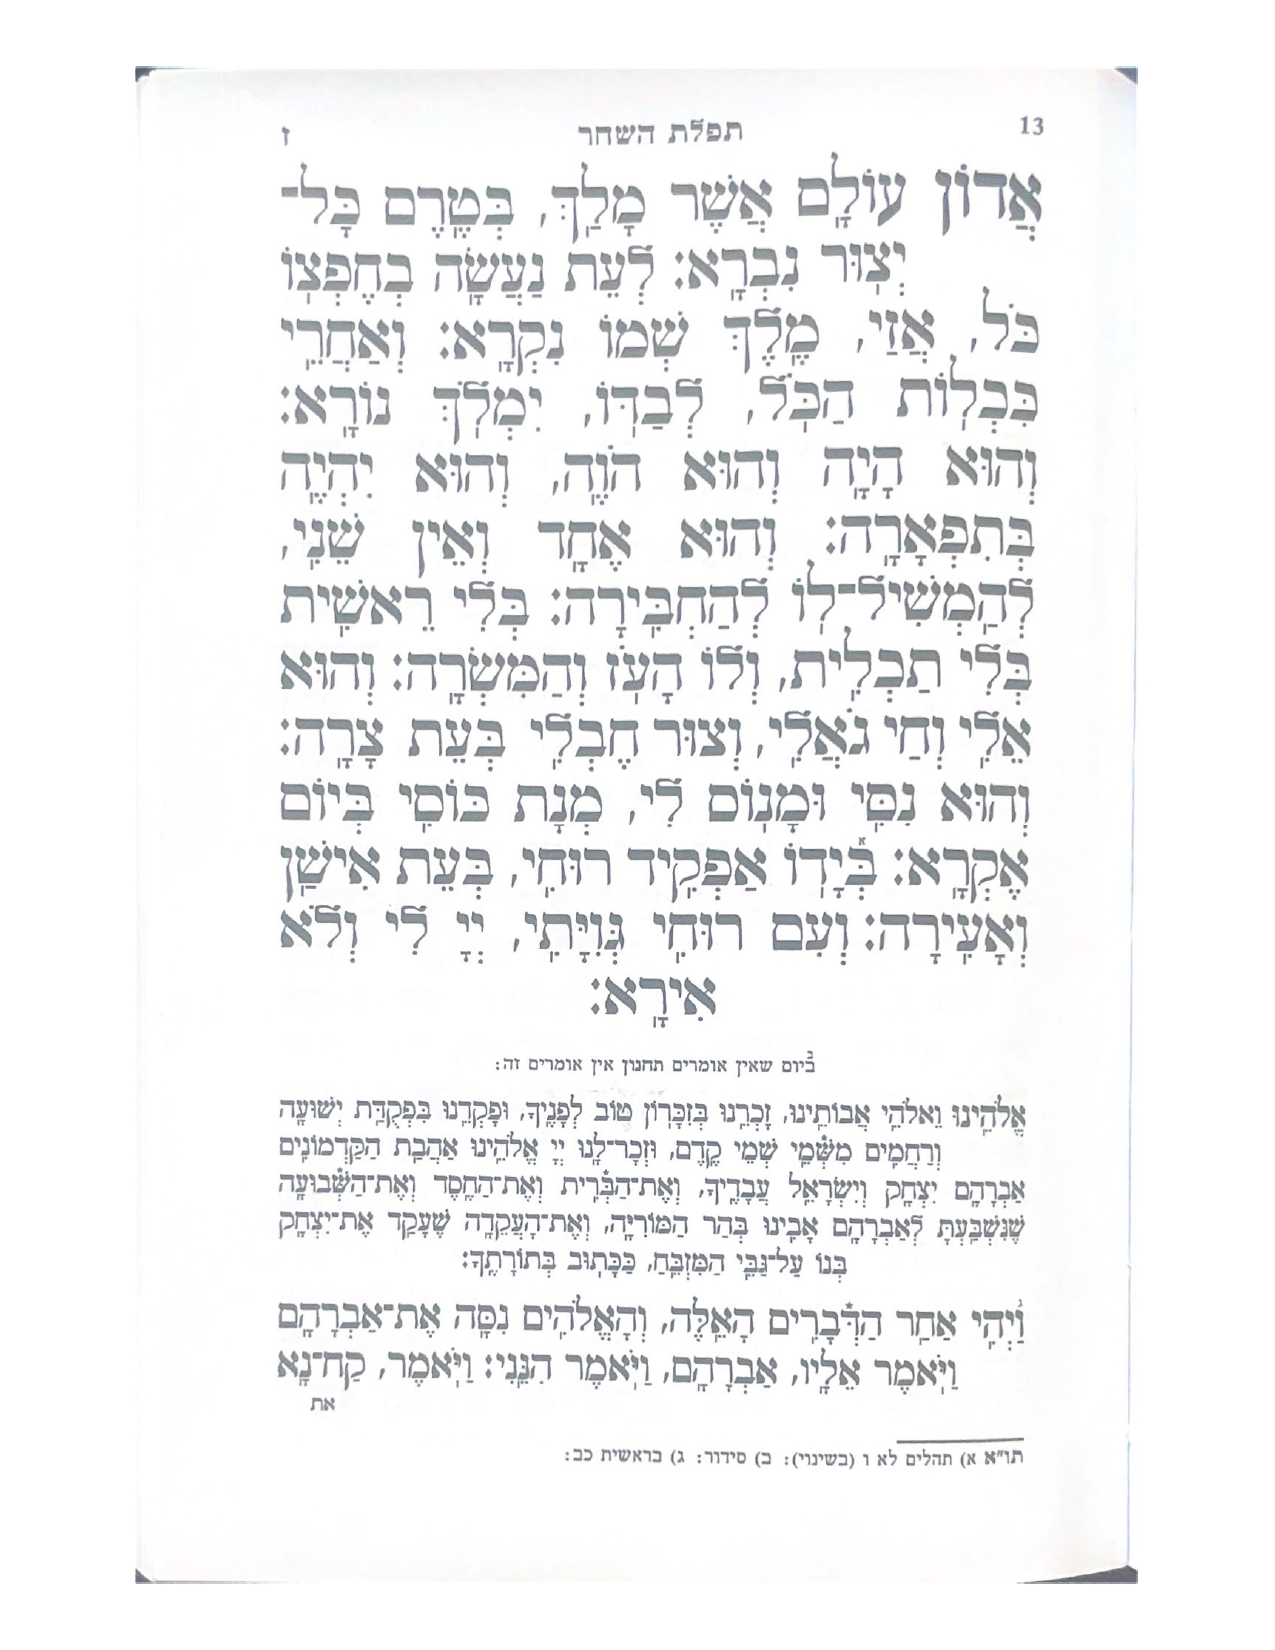 13 תפלת השחר ז
אֲדוֹן עוֹלָם אֲשֶׁר מָלַךְ, בְּטֶרֶם כָּל־
יְצוּר נִבְרָא: לְעֵת נַעֲשָׂה בְחֶפְצוֹ
כֹּל, אֲזַי, מֶלֶךְ שְׁמוֹ נִקְרָא: וְאַחֲרֵי
כִּכְלוֹת הַכֹּל, לְבַדּוֹ, יִמְלֹךְ נוֹרָא:
וְהוּא הָיָה וְהוּא הֹוֶה, וְהוּא יִהְיֶה
בְּתִפְאָרָה: וְהוּא אֶחָד וְאֵין שֵׁנִי,
לְהַמְשִׁיל־לוֹ לְהַחְבִּירָה: בְּלִי רֵאשִׁית
בְּלִי תַכְלִית, וְלוֹ הָעֹז וְהַמִּשְׂרָה: וְהוּא
אֵלִי וְחַי גֹּאֲלִי, וְצוּר חֶבְלִי בְּעֵת צָרָה:
וְהוּא נִסִּי וּמָנוֹס לִי, מְנָת כּוֹסִי בְּיוֹם
אֶקְרָא: א בְּיָדוֹ אַפְקִיד רוּחִי, בְּעֵת אִישַׁן
וְאָעִירָה: וְעִם רוּחִי גְּוִיָּתִי, יְיָ לִי וְלֹא
אִירָא:
ב ביום שאין אומרים תחנון אין אומרים זה:
אֱלֹהֵינוּ וֵאלֹהֵי אֲבוֹתֵינוּ, זָכְרֵנוּ בְּזִכָּרוֹן טוֹב לְפָנֶיךָ, וּפָקְדֵנוּ בִּפְקֻדַּת יְשׁוּעָה
וְרַחֲמִים מִשְּׁמֵי שְׁמֵי קֶדֶם, וּזְכָר־לָנוּ יְיָ אֱלֹהֵינוּ אַהֲבַת הַקַּדְמוֹנִים
אַבְרָהָם יִצְחָק וְיִשְׂרָאֵל עֲבָדֶיךָ, וְאֶת־הַבְּרִית וְאֶת־הַחֶסֶד וְאֶת־הַשְּׁבוּעָה
שֶׁנִּשְׁבַּעְתָּ לְאַבְרָהָם אָבִינוּ בְּהַר הַמּוֹרִיָּה, וְאֶת־הָעֲקֵדָה שֶׁעָקַד אֶת־יִצְחָק
בְּנוֹ עַל־גַּבֵּי הַמִּזְבֵּחַ, כַּכָּתוּב בְּתוֹרָתֶךָ:
ג וַיְהִי אַחַר הַדְּבָרִים הָאֵלֶּה, וְהָאֱלֹהִים נִסָּה אֶת־אַבְרָהָם
וַיֹּאמֶר אֵלָיו, אַבְרָהָם, וַיֹּאמֶר הִנֵּנִי: וַיֹּאמֶר, קַח־נָא
את
תו"א א) תהלים לא ו (בשינוי): ב) סידור: ג) בראשית כב: